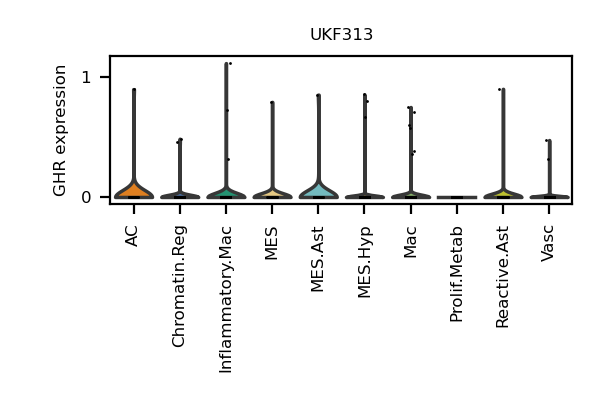 UKF313
GHR expression
1
0
AC
Chromatin.Reg
Inflammatory.Mac
MES
MES.Ast
MES.Hyp
Mac
Prolif.Metab
Reactive.Ast
Vasc